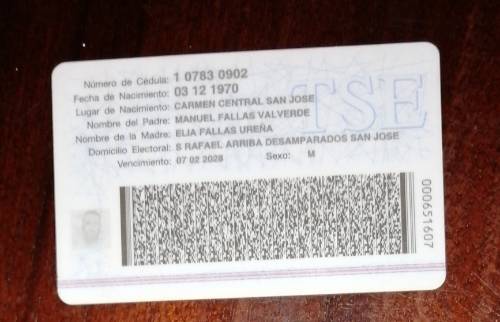 Número de Cédula: 1 0783 0902
Fecha de Nacimiento: 03 12 1970
Lugar de Nacimiento: CARMEN CENTRAL SAN JOSE
Nombre del Padre: MANUEL FALLAS VALVERDE
Nombre de la Madre: ELIA FALLAS UREÑA
Domicilio Electoral: S RAFAEL ARRIBA DESAMPARADOS SAN JOSE
Vencimiento: 07 02 2028 Sexo: M
TSE
000651607